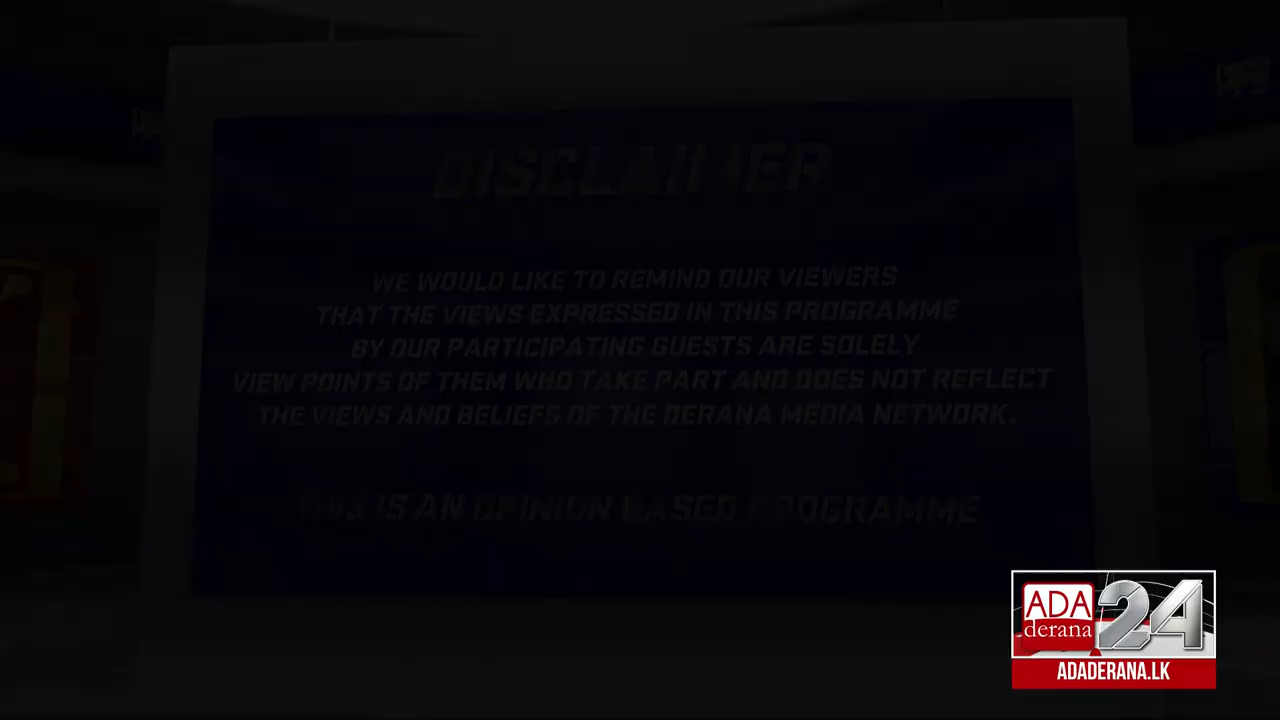 DISCLAIMER
WE WOULD LIKE TO REMIND OUR VIEWERS
THAT THE VIEWS EXPRESSED IN THIS PROGRAMME
BY OUR PARTICIPATING GUESTS ARE SOLELY
VIEW POINTS OF THEM WHO TAKE PART AND DOES NOT REFLECT
THE VIEWS AND BELIEFS OF THE DERANA MEDIA NETWORK.
THIS IS AN OPINION BASED PROGRAMME
ADA
derana
24
ADADERANA.LK